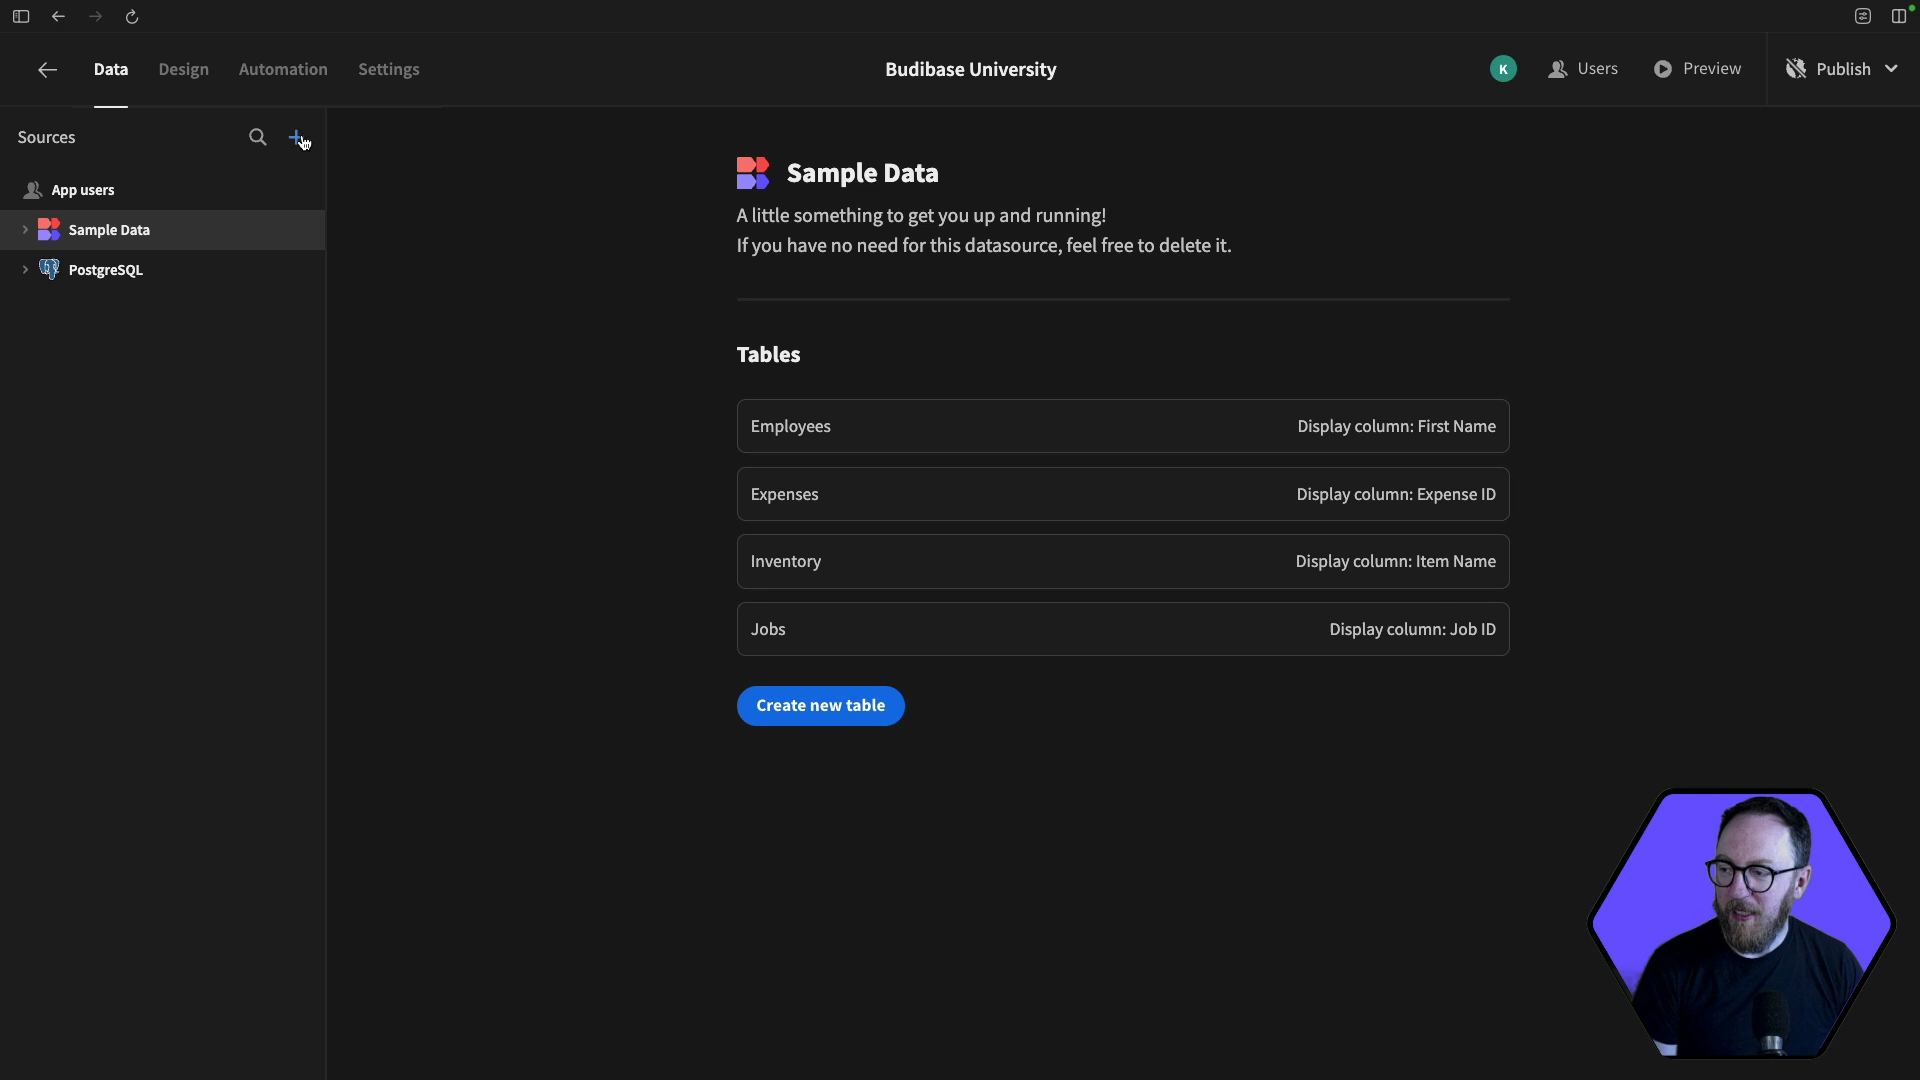 Data
Design
Automation
Settings
Budibase University
K
Users
Preview
Publish
Sources
App users
Sample Data
PostgreSQL
Sample Data
A little something to get you up and running!
If you have no need for this datasource, feel free to delete it.
Tables
Employees
Display column: First Name
Expenses
Display column: Expense ID
Inventory
Display column: Item Name
Jobs
Display column: Job ID
Create new table